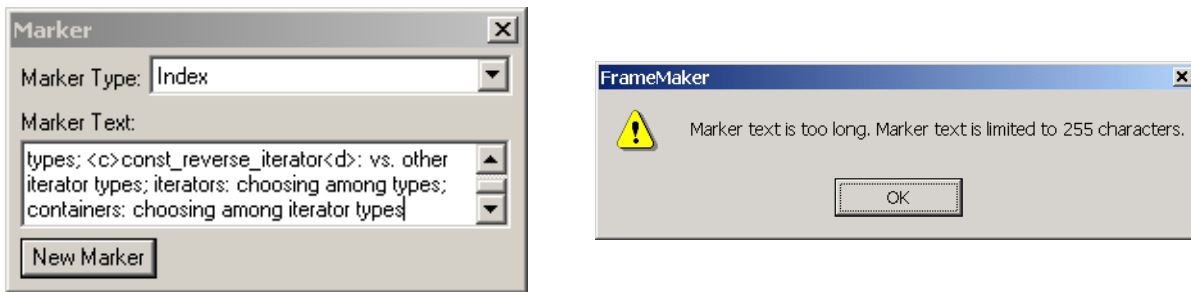 Marker
Marker Type: Index
Marker Text:
types; <c>const_reverse_iterator<d>: vs. other
iterator types; iterators: choosing among types;
containers: choosing among iterator types
New Marker
FrameMaker
Marker text is too long. Marker text is limited to 255 characters.
OK